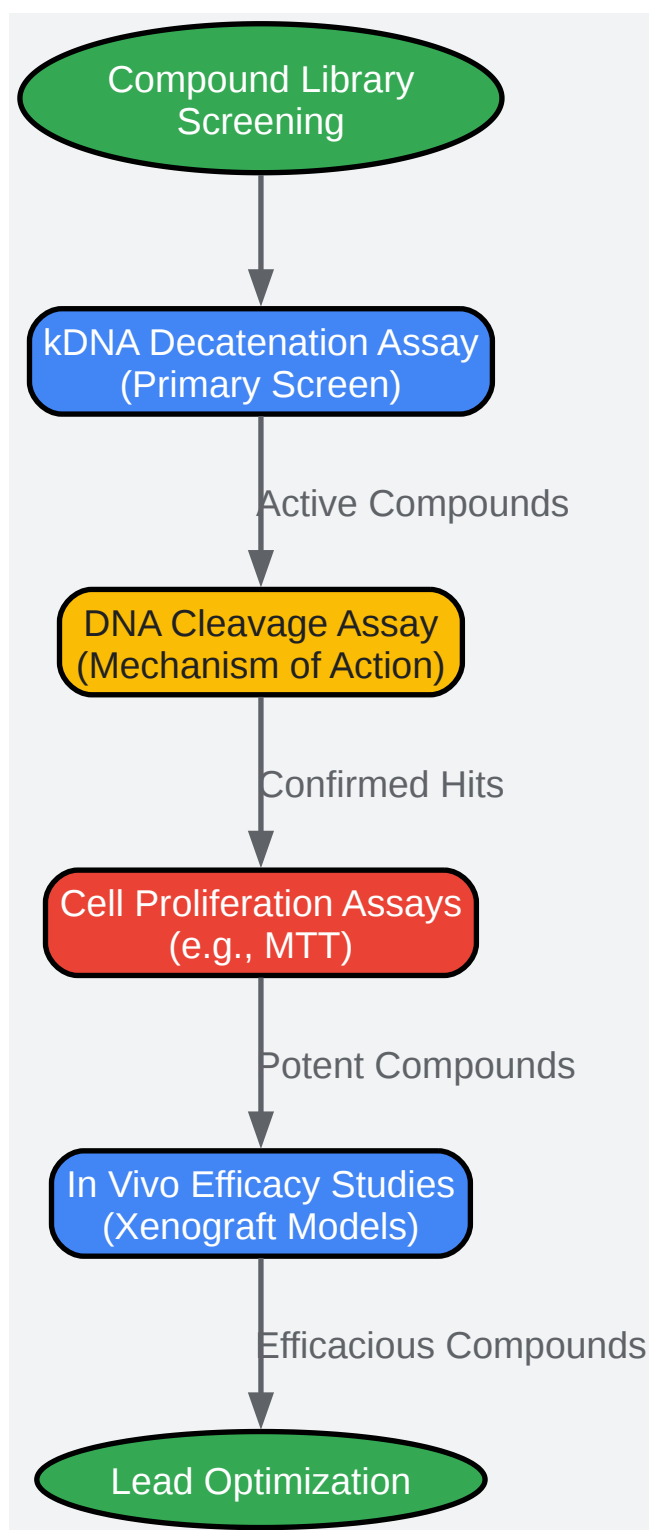 Compound Library
Screening
kDNA Decatenation Assay
(Primary Screen)
Active Compounds
DNA Cleavage Assay
(Mechanism of Action)
Confirmed Hits
Cell Proliferation Assays
(e.g., MTT)
Potent Compounds
In Vivo Efficacy Studies
(Xenograft Models)
Efficacious Compounds
Lead Optimization